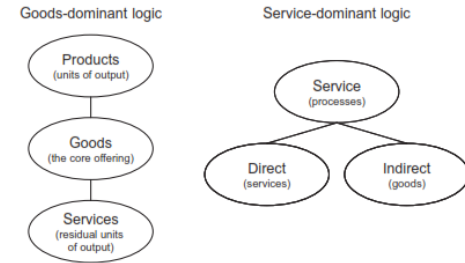 Goods-dominant logic
Products
(units of output)
Goods
(the core offering)
Services
(residual units
of output)
Service-dominant logic
Service
(processes)
Direct
(services)
Indirect
(goods)